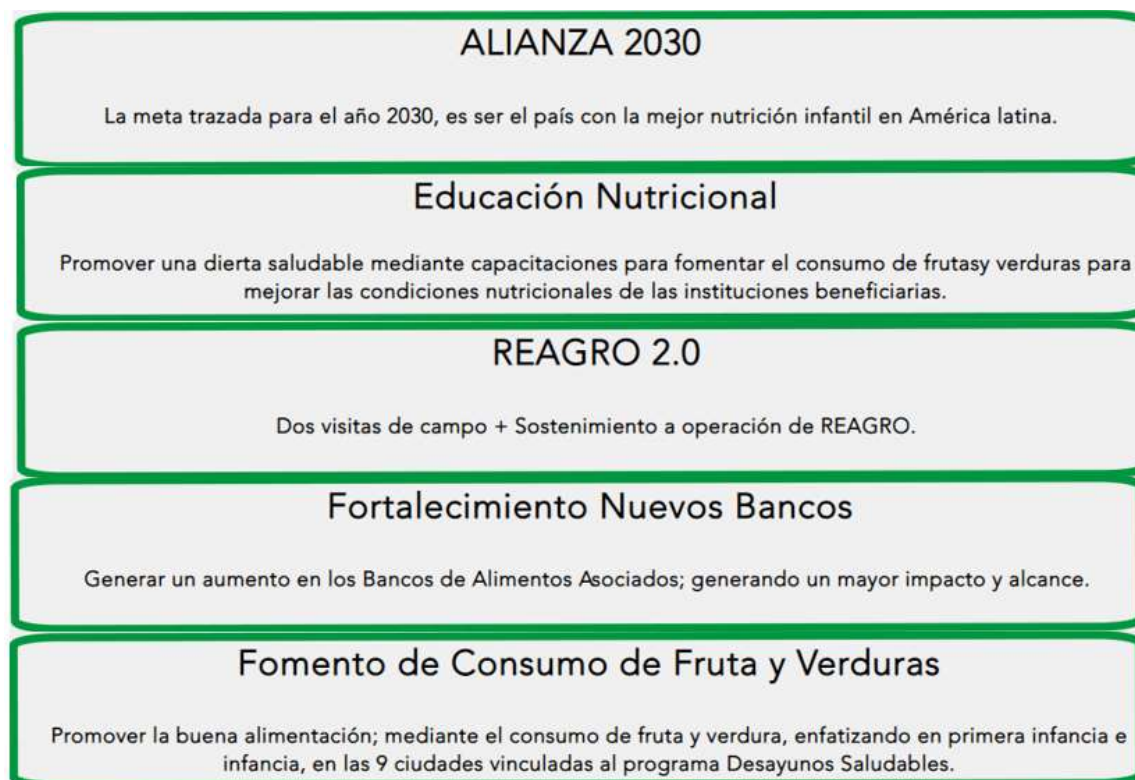 ALIANZA 2030
La meta trazada para el año 2030, es ser el país con la mejor nutrición infantil en América latina.
Educación Nutricional
Promover una dierta saludable mediante capacitaciones para fomentar el consumo de frutasy verduras para
mejorar las condiciones nutricionales de las instituciones beneficiarias.
REAGRO 2.0
Dos visitas de campo + Sostenimiento a operación de REAGRO.
Fortalecimiento Nuevos Bancos
Generar un aumento en los Bancos de Alimentos Asociados; generando un mayor impacto y alcance.
Fomento de Consumo de Fruta y Verduras
Promover la buena alimentación; mediante el consumo de fruta y verdura, enfatizando en primera infancia e
infancia, en las 9 ciudades vinculadas al programa Desayunos Saludables.